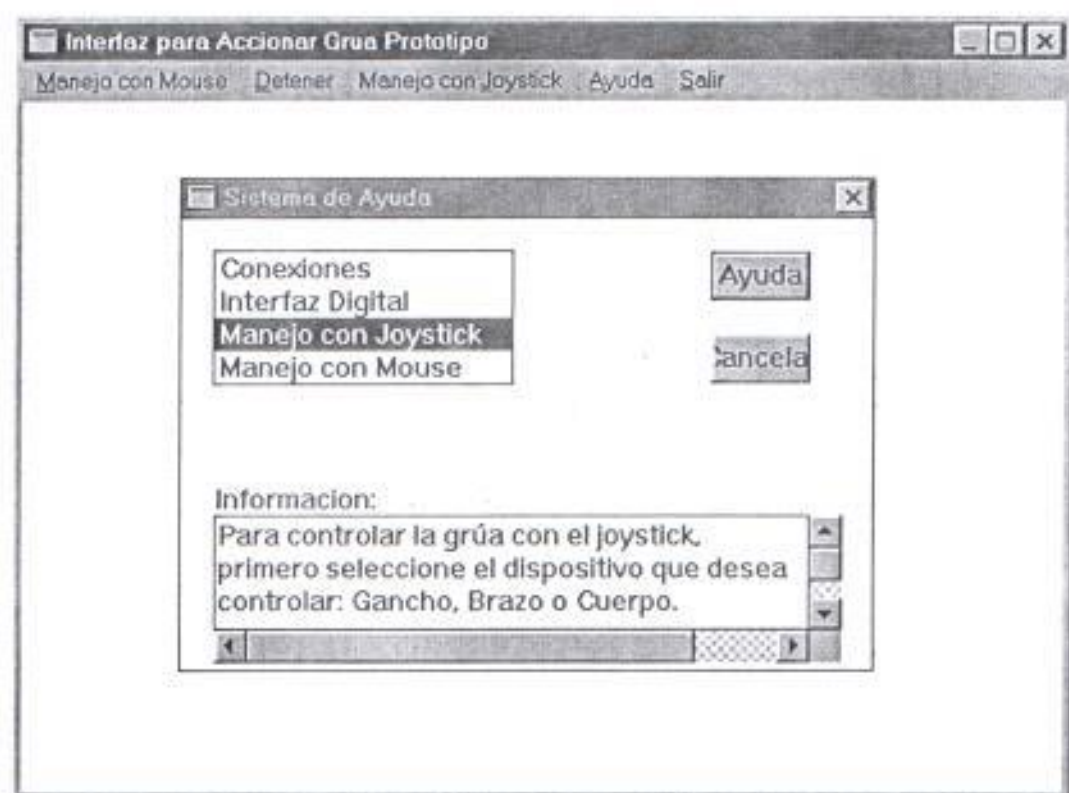 Interfaz para Accionar Grua Prototipo
Manejo con Mouse Detener Manejo con Joystick Ayuda Salir
Sistema de Ayuda
Conexiones
Interfaz Digital
Manejo con Joystick
Manejo con Mouse
Ayuda
Cancela
Informacion:
Para controlar la grúa con el joystick,
primero seleccione el dispositivo que desea
controlar: Gancho, Brazo o Cuerpo.